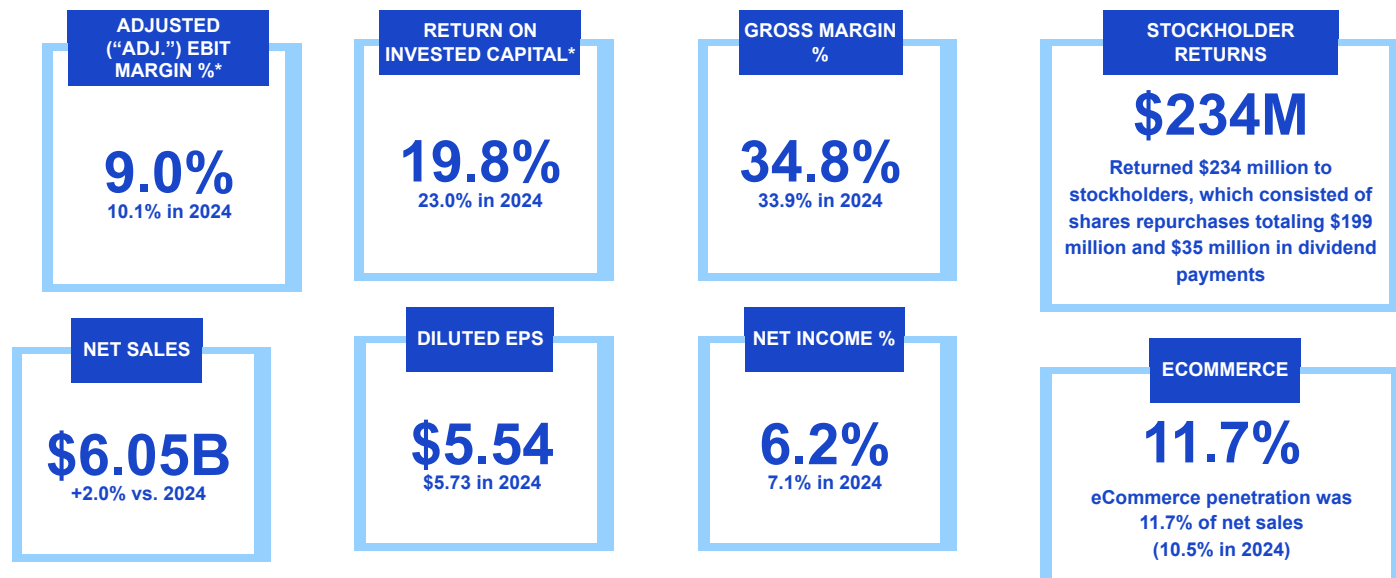 ADJUSTED
(“ADJ.”) EBIT
MARGIN %*
9.0%
10.1% in 2024
RETURN ON
INVESTED CAPITAL*
19.8%
23.0% in 2024
GROSS MARGIN
%
34.8%
33.9% in 2024
STOCKHOLDER
RETURNS
$234M
Returned $234 million to
stockholders, which consisted of
shares repurchases totaling $199
million and $35 million in dividend
payments
NET SALES
$6.05B
+2.0% vs. 2024
DILUTED EPS
$5.54
$5.73 in 2024
NET INCOME %
6.2%
7.1% in 2024
ECOMMERCE
11.7%
eCommerce penetration was
11.7% of net sales
(10.5% in 2024)